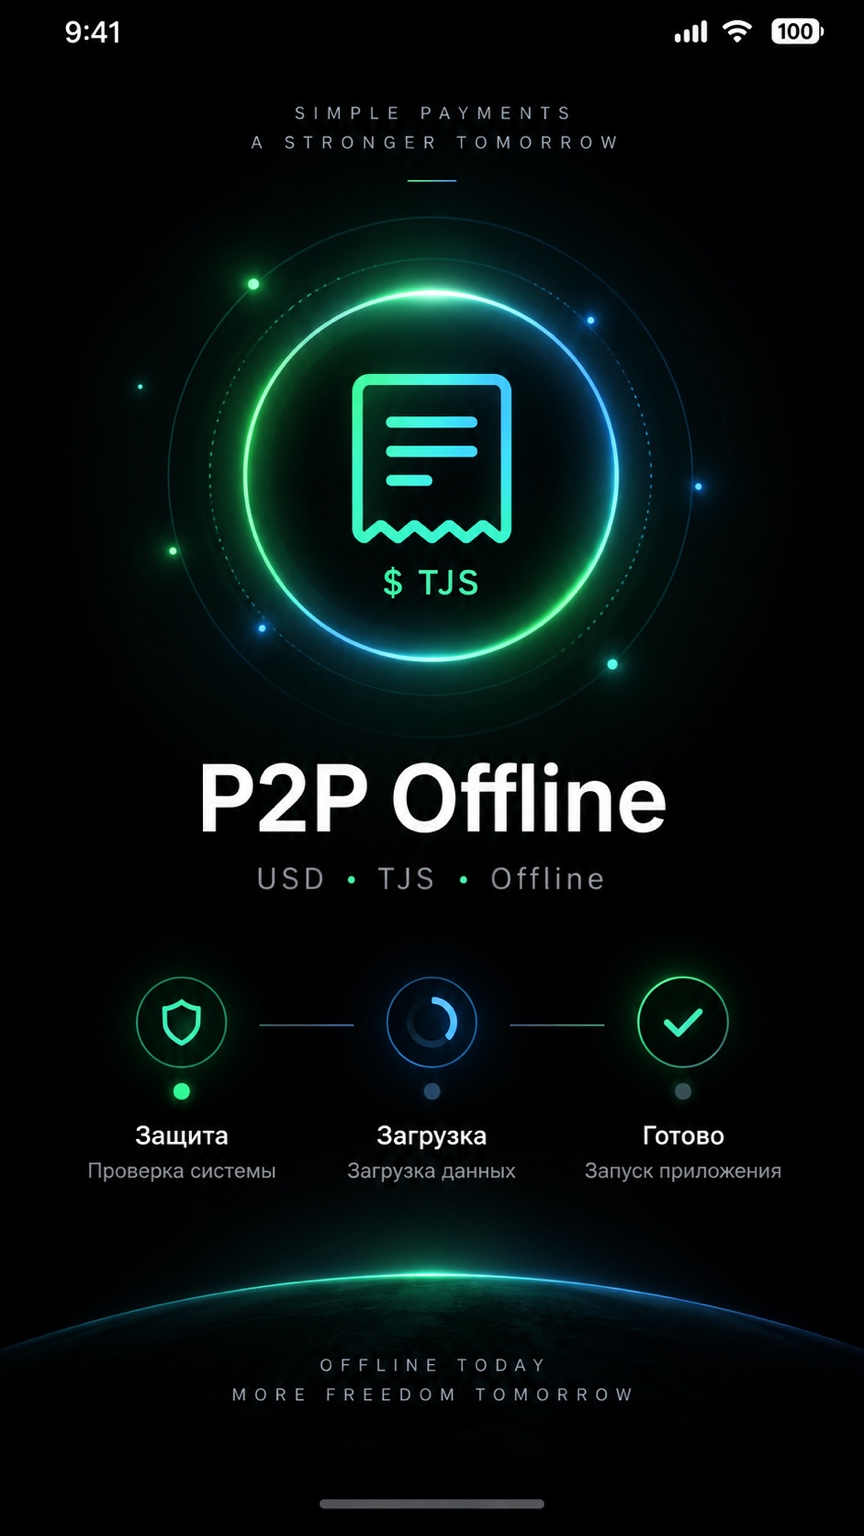 9:41
100
SIMPLE PAYMENTS
A STRONGER TOMORROW
$ TJS
P2P Offline
USD • TJS • Offline
Защита
Проверка системы
Загрузка
Загрузка данных
Готово
Запуск приложения
OFFLINE TODAY
MORE FREEDOM TOMORROW